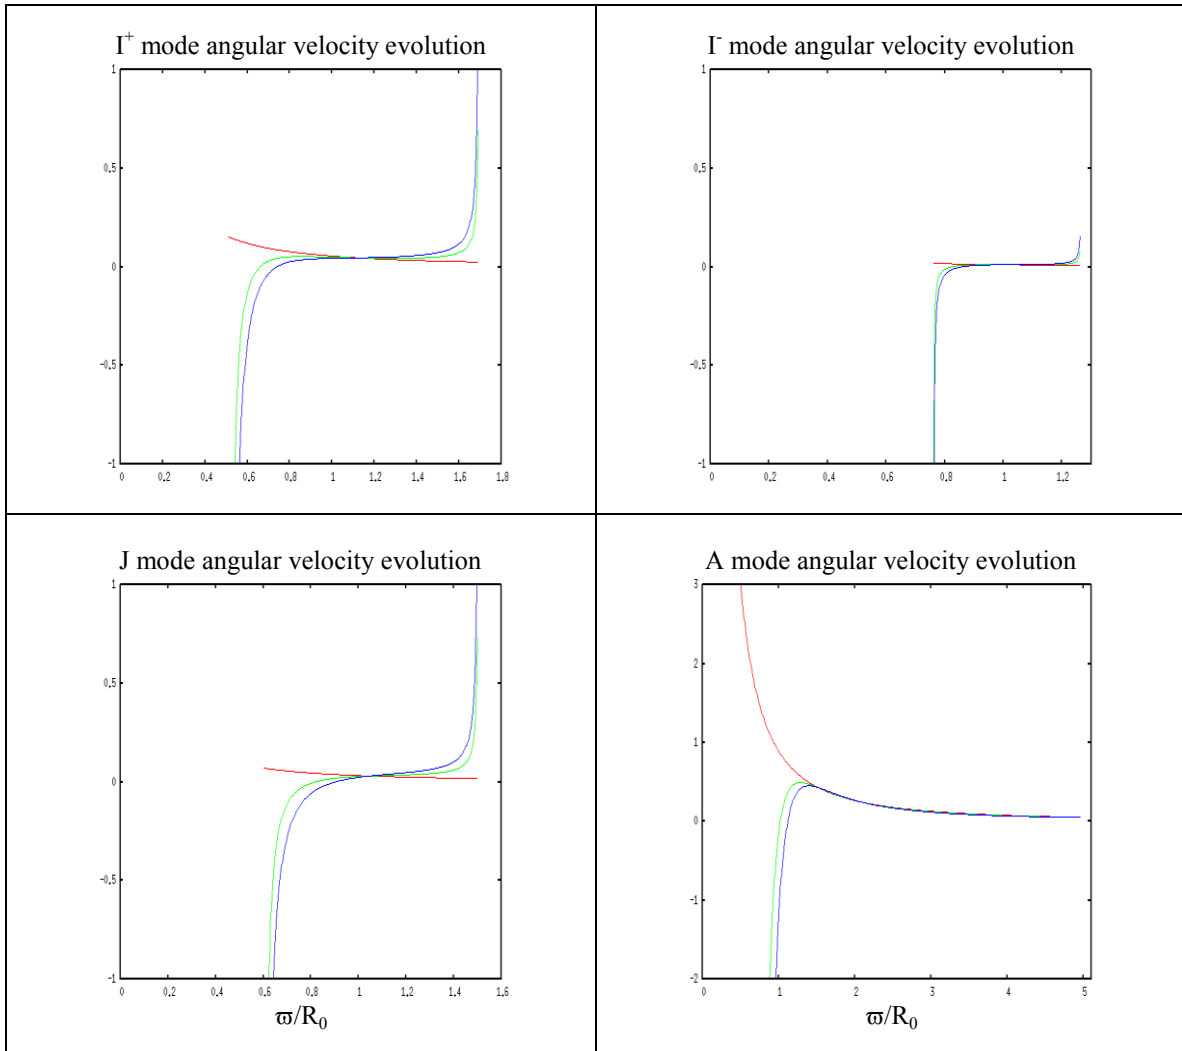 I+ mode angular velocity evolution
1
0.5
0
-0.5
-1
0 0.2 0.4 0.6 0.8 1 1.2 1.4 1.6 1.8
I- mode angular velocity evolution
1
0.5
0
-0.5
-1
0 0.2 0.4 0.6 0.8 1 1.2
J mode angular velocity evolution
1
0.5
0
-0.5
-1
0 0.2 0.4 0.6 0.8 1 1.2 1.4 1.6
ϖ/R0
A mode angular velocity evolution
3
2
1
0
-1
-2
0 1 2 3 4 5
ϖ/R0